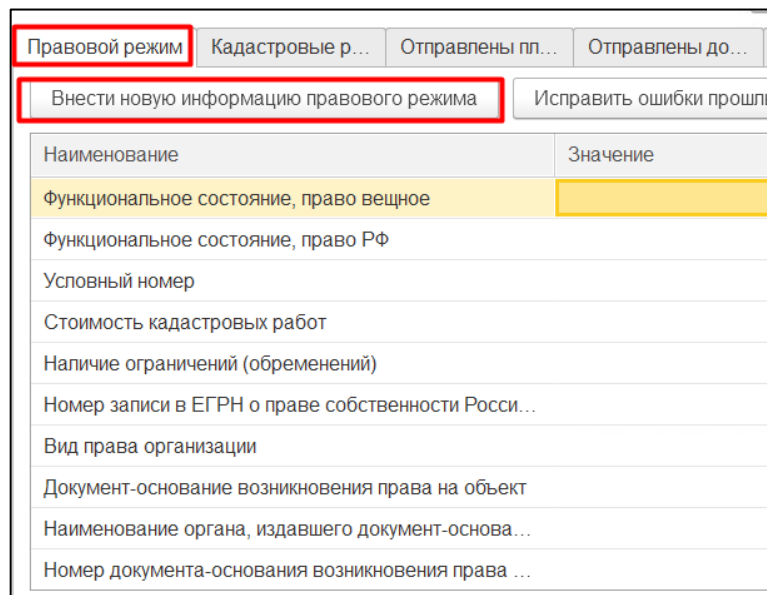 Правовой режим Кадастровые р... Отправлены пл... Отправлены до...
Внести новую информацию правового режима Исправить ошибки прошл
Наименование Значение
Функциональное состояние, право вещное
Функциональное состояние, право РФ
Условный номер
Стоимость кадастровых работ
Наличие ограничений (обременений)
Номер записи в ЕГРН о праве собственности Росси...
Вид права организации
Документ-основание возникновения права на объект
Наименование органа, издавшего документ-основа...
Номер документа-основания возникновения права ...